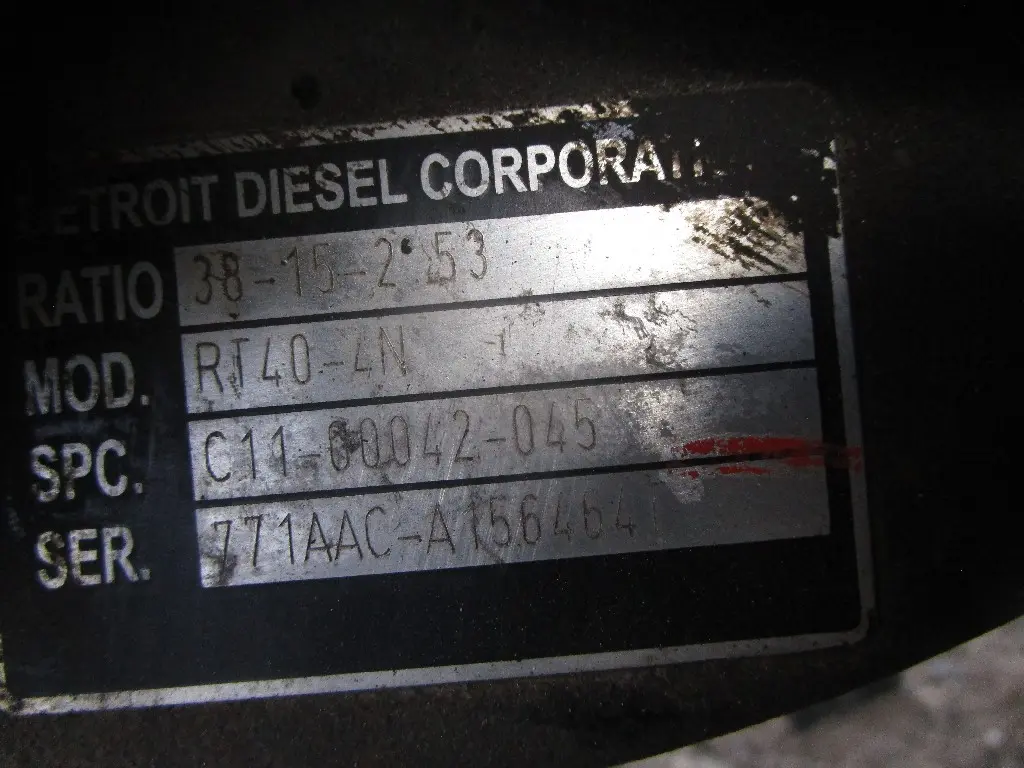 DETROIT DIESEL CORPORATI
RATIO 38-15-2.53
MOD. RT40-4N
SPC. C11-00042-045
SER. 771AAC-A156464